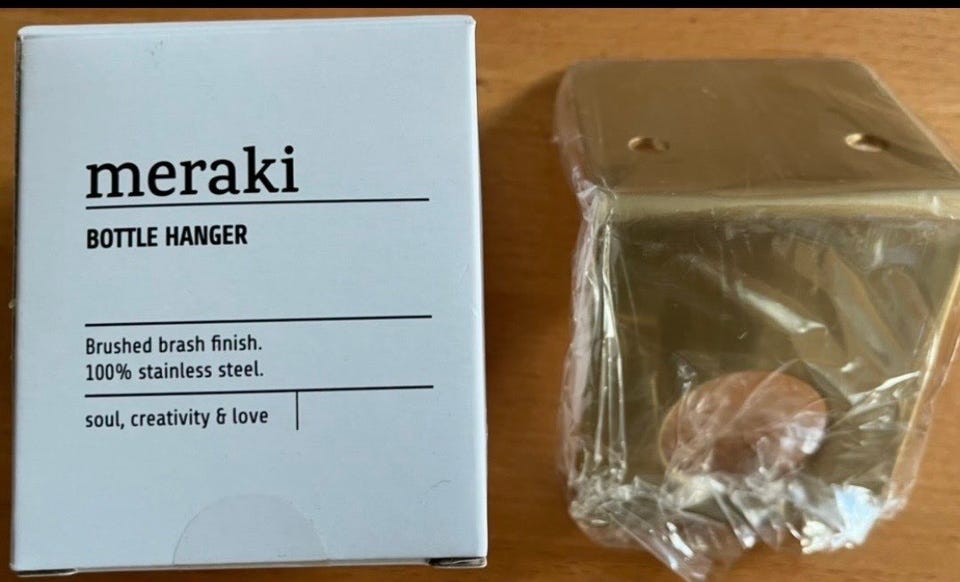 meraki
BOTTLE HANGER
Brushed brash finish.
100% stainless steel.
soul, creativity & love